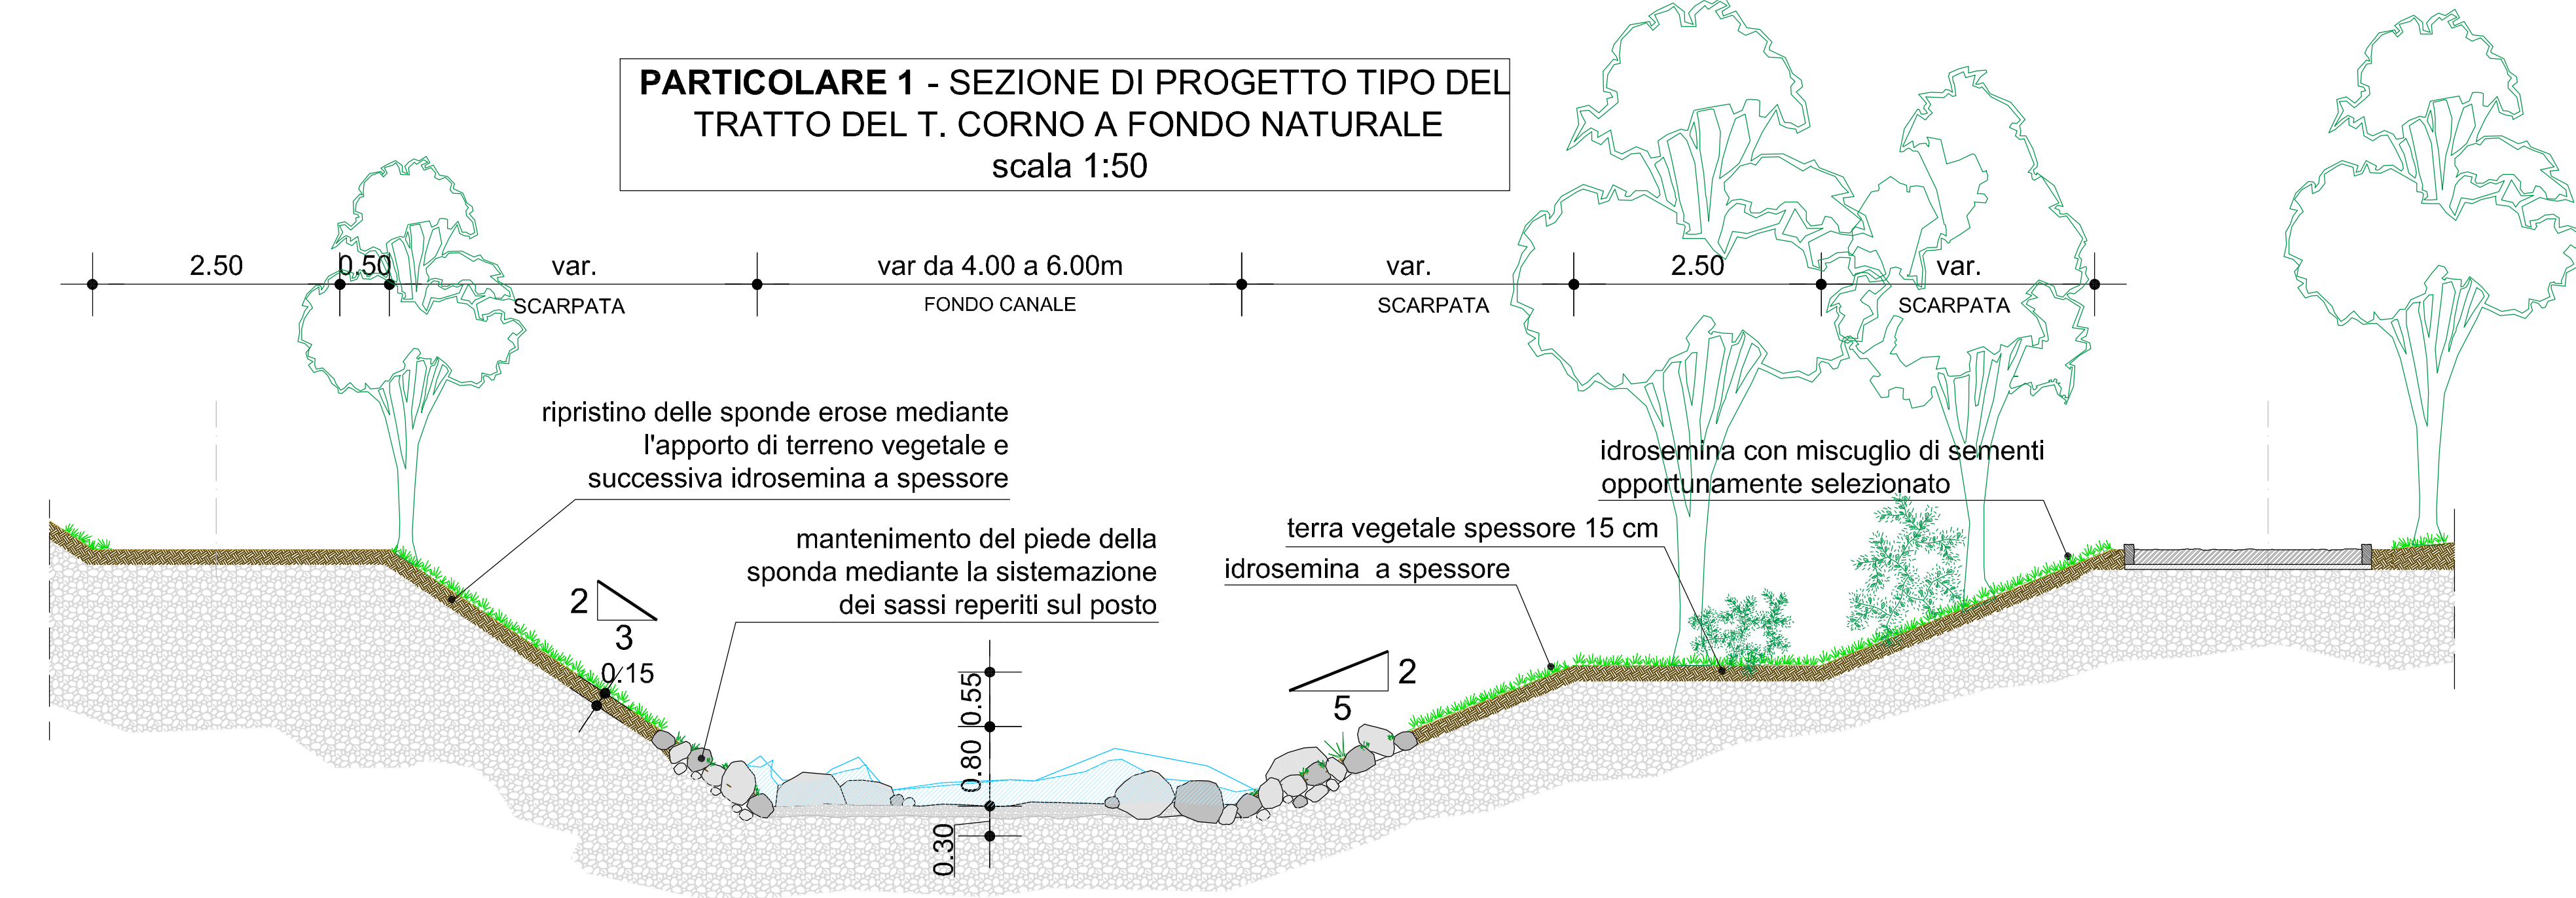 PARTICOLARE 1 - SEZIONE DI PROGETTO TIPO DEL
TRATTO DEL T. CORNO A FONDO NATURALE
scala 1:50
2.50
0.50
var.
var da 4.00 a 6.00m
var.
2.50
var.
SCARPATA
FONDO CANALE
SCARPATA
SCARPATA
ripristino delle sponde erose mediante
l'apporto di terreno vegetale e
successiva idrosemina a spessore
mantenimento del piede della
sponda mediante la sistemazione
dei sassi reperiti sul posto
idrosemina con miscuglio di sementi
opportunamente selezionato
terra vegetale spessore 15 cm
idrosemina a spessore
2
3
0.15
0.55
0.80
0.30
2
5